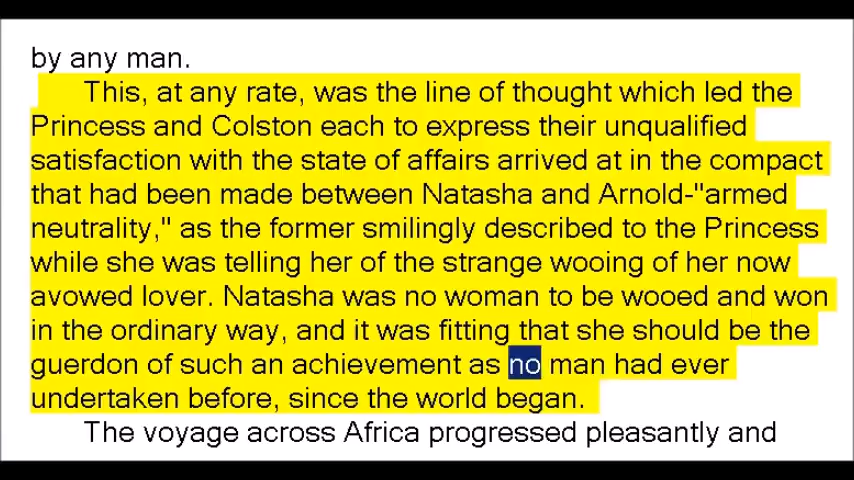 by any man.
This, at any rate, was the line of thought which led the
Princess and Colston each to express their unqualified
satisfaction with the state of affairs arrived at in the compact
that had been made between Natasha and Arnold-"armed
neutrality," as the former smilingly described to the Princess
while she was telling her of the strange wooing of her now
avowed lover. Natasha was no woman to be wooed and won
in the ordinary way, and it was fitting that she should be the
guerdon of such an achievement as no man had ever
undertaken before, since the world began.
The voyage across Africa progressed pleasantly and